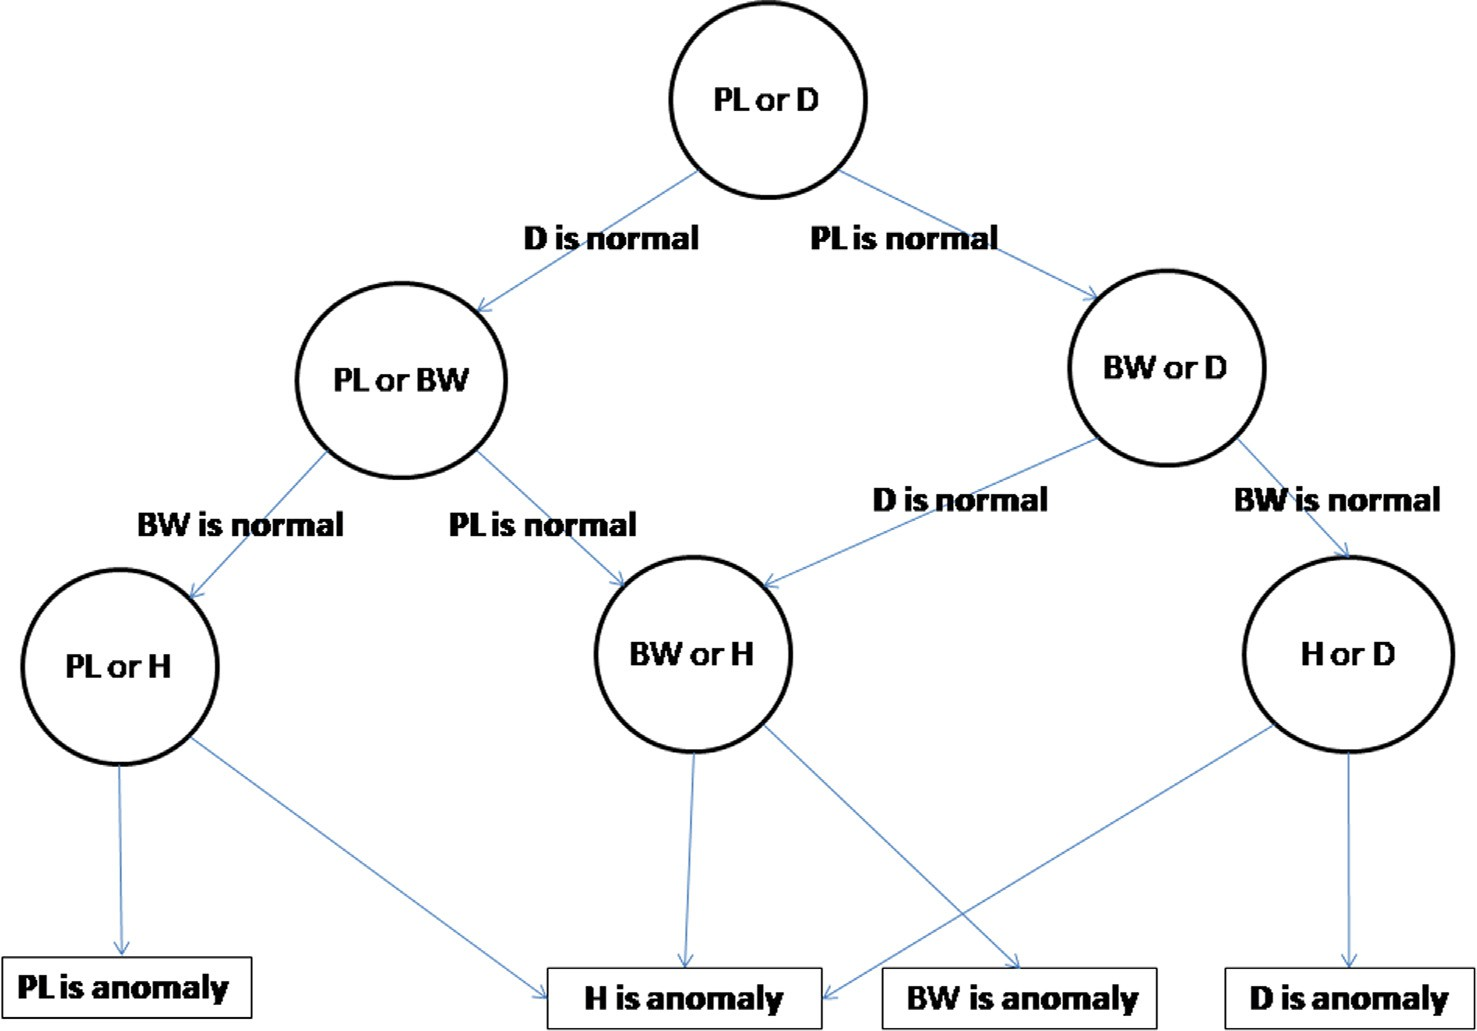 PL or D
D is normal
PL is normal
PL or BW
BW or D
BW is normal
PL is normal
D is normal
BW is normal
PL or H
BW or H
H or D
PL is anomaly
H is anomaly
BW is anomaly
D is anomaly